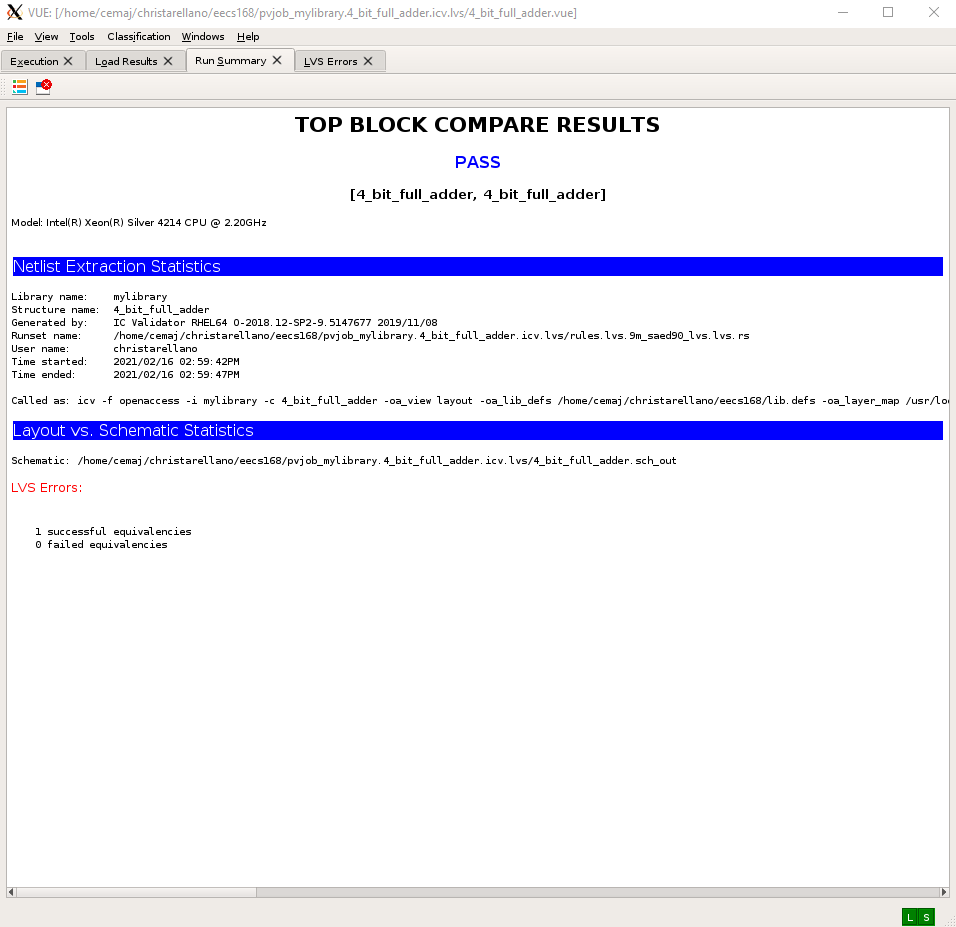 VUE: [/home/cemaj/christarellano/eecs168/pvjob_mylibrary.4_bit_full_adder.icv.lvs/4_bit_full_adder.vue]
File View Tools Classification Windows Help
Execution Load Results Run Summary LVS Errors
TOP BLOCK COMPARE RESULTS
PASS
[4_bit_full_adder, 4_bit_full_adder]
Model: Intel(R) Xeon(R) Silver 4214 CPU @ 2.20GHz
Netlist Extraction Statistics
Library name: mylibrary
Structure name: 4_bit_full_adder
Generated by: IC Validator RHEL64 O-2018.12-SP2-9.5147677 2019/11/08
Runset name: /home/cemaj/christarellano/eecs168/pvjob_mylibrary.4_bit_full_adder.icv.lvs/rules.lvs.9m_saed90_lvs.lvs.rs
User name: christarellano
Time started: 2021/02/16 02:59:42PM
Time ended: 2021/02/16 02:59:47PM
Called as: icv -f openaccess -i mylibrary -c 4_bit_full_adder -oa_view layout -oa_lib_defs /home/cemaj/christarellano/eecs168/lib.defs -oa_layer_map /usr/loc
Layout vs. Schematic Statistics
Schematic: /home/cemaj/christarellano/eecs168/pvjob_mylibrary.4_bit_full_adder.icv.lvs/4_bit_full_adder.sch_out
LVS Errors:
1 successful equivalencies
0 failed equivalencies
L S